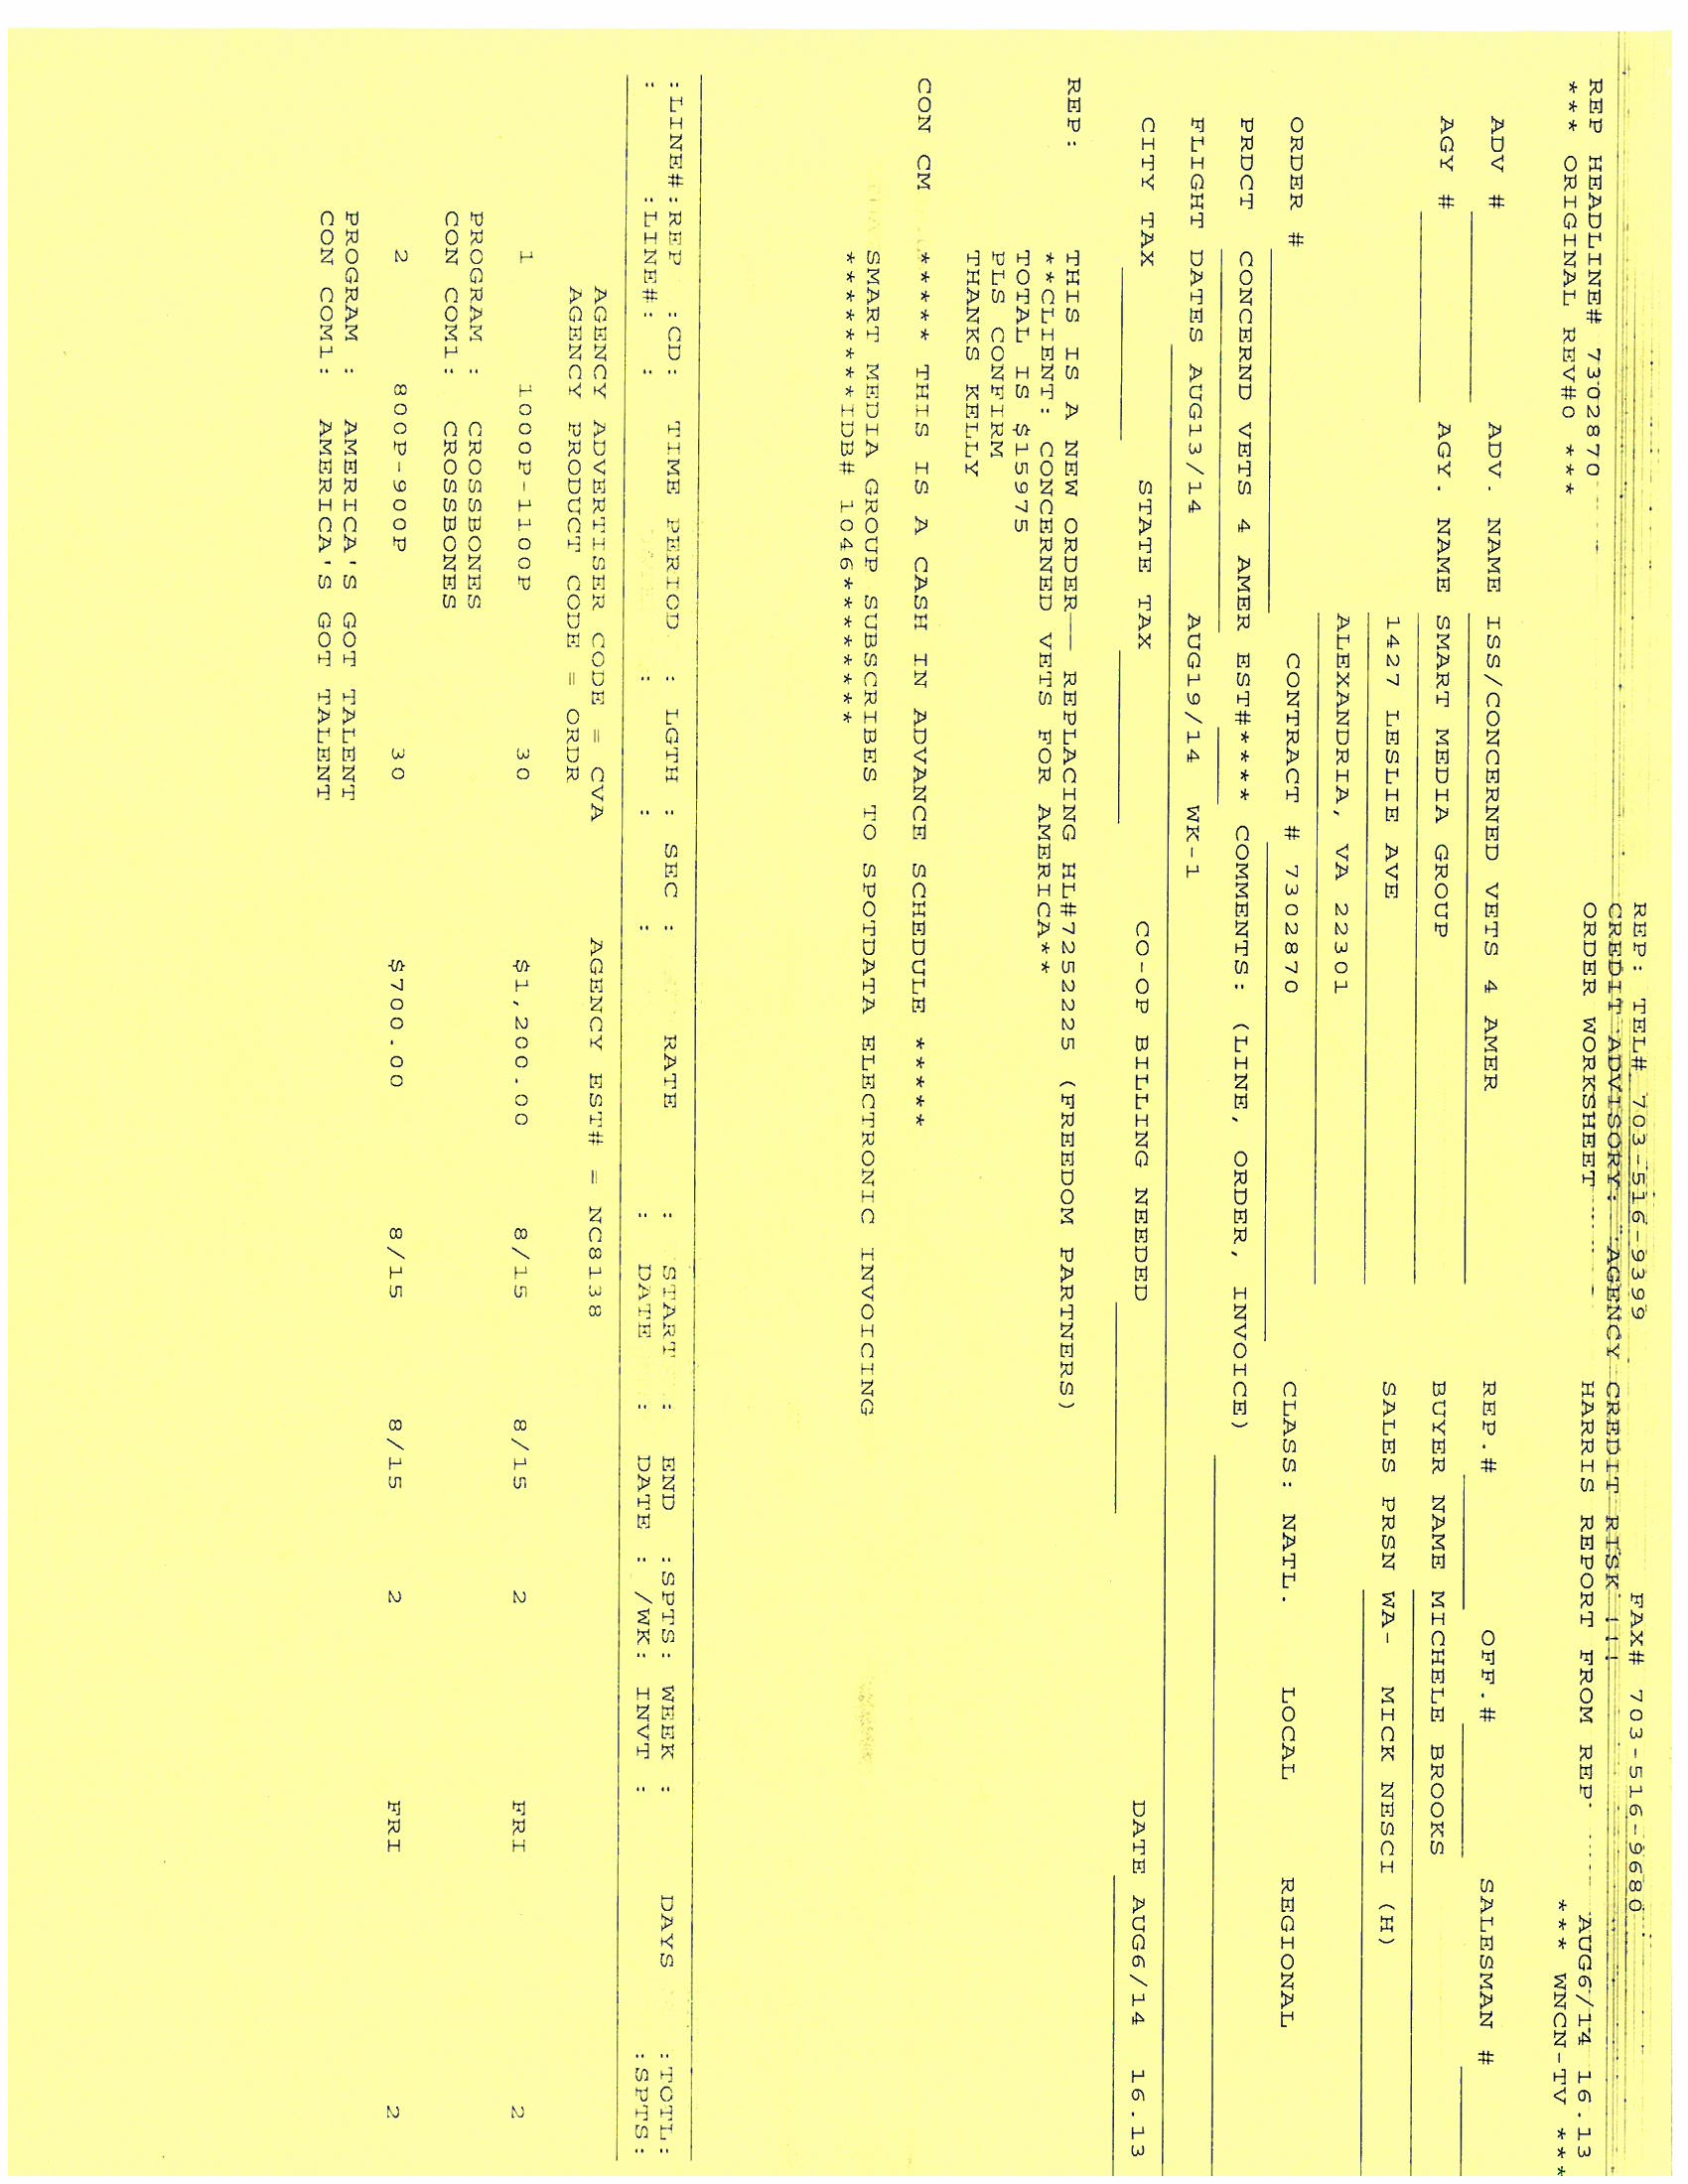 REP: TEL# 703-516-9399 FAX# 703-516-9680
CREDIT ADVISORY: AGENCY CREDIT RISK !!!
REP HEADLINE# 7302870 ORDER WORKSHEET HARRIS REPORT FROM REP AUG6/14 16.13
*** ORIGINAL REV#0 *** *** WNCN-TV ***
ADV # ADV. NAME ISS/CONCERNED VETS 4 AMER REP.# OFF.# SALESMAN #
AGY # AGY. NAME SMART MEDIA GROUP BUYER NAME MICHELE BROOKS
1427 LESLIE AVE SALES PRSN WA- MICK NESCI (H)
ALEXANDRIA, VA 22301
ORDER # CONTRACT # 7302870 CLASS: NATL. LOCAL REGIONAL
PRDCT CONCERND VETS 4 AMER EST#**** COMMENTS: (LINE, ORDER, INVOICE)
FLIGHT DATES AUG13/14 AUG19/14 WK-1
CITY TAX STATE TAX CO-OP BILLING NEEDED DATE AUG6/14 16.13
REP: THIS IS A NEW ORDER-- REPLACING HL#7252225 (FREEDOM PARTNERS)
**CLIENT: CONCERNED VETS FOR AMERICA**
TOTAL IS $15975
PLS CONFIRM
THANKS KELLY
CON CM ***** THIS IS A CASH IN ADVANCE SCHEDULE *****
SMART MEDIA GROUP SUBSCRIBES TO SPOTDATA ELECTRONIC INVOICING
**********IDB# 1046**********
:LINE#:REP :CD: TIME PERIOD : LGTH : SEC : RATE : START : END :SPTS: WEEK : DAYS :TOTL:
: :LINE#: : : : : : DATE : DATE : /WK: INVT : :SPTS:
AGENCY ADVERTISER CODE = CVA AGENCY EST# = NC8138
AGENCY PRODUCT CODE = ORDR
1 1000P-1100P 30 $1,200.00 8/15 8/15 2 FRI 2
PROGRAM : CROSSBONES
CON COM1: CROSSBONES
2 800P-900P 30 $700.00 8/15 8/15 2 FRI 2
PROGRAM : AMERICA'S GOT TALENT
CON COM1: AMERICA'S GOT TALENT